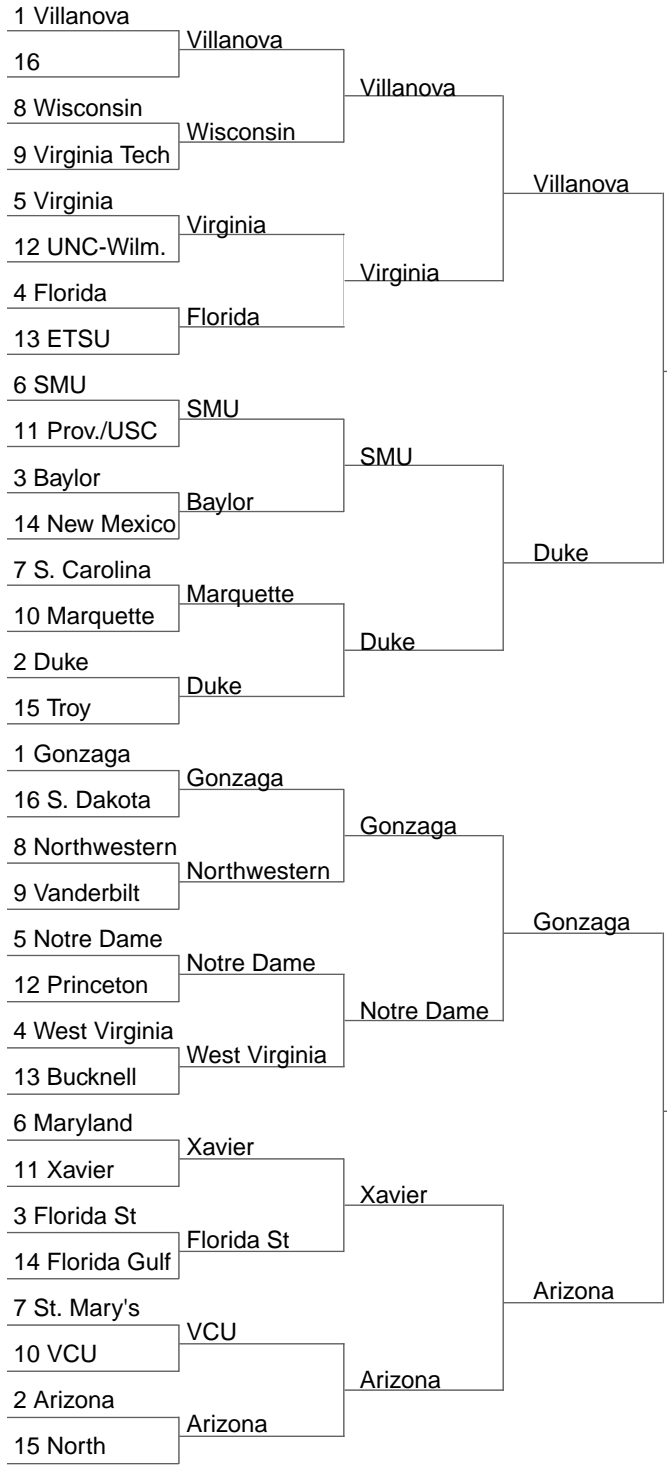 1 Villanova
Villanova
16
Villanova
8 Wisconsin
Wisconsin
9 Virginia Tech
Villanova
5 Virginia
Virginia
12 UNC-Wilm.
Virginia
4 Florida
Florida
13 ETSU
6 SMU
SMU
11 Prov./USC
SMU
3 Baylor
Baylor
14 New Mexico
Duke
7 S. Carolina
Marquette
10 Marquette
Duke
2 Duke
Duke
15 Troy
1 Gonzaga
Gonzaga
16 S. Dakota
Gonzaga
8 Northwestern
Northwestern
9 Vanderbilt
Gonzaga
5 Notre Dame
Notre Dame
12 Princeton
Notre Dame
4 West Virginia
West Virginia
13 Bucknell
6 Maryland
Xavier
11 Xavier
Xavier
3 Florida St
Florida St
14 Florida Gulf
Arizona
7 St. Mary's
VCU
10 VCU
Arizona
2 Arizona
Arizona
15 North